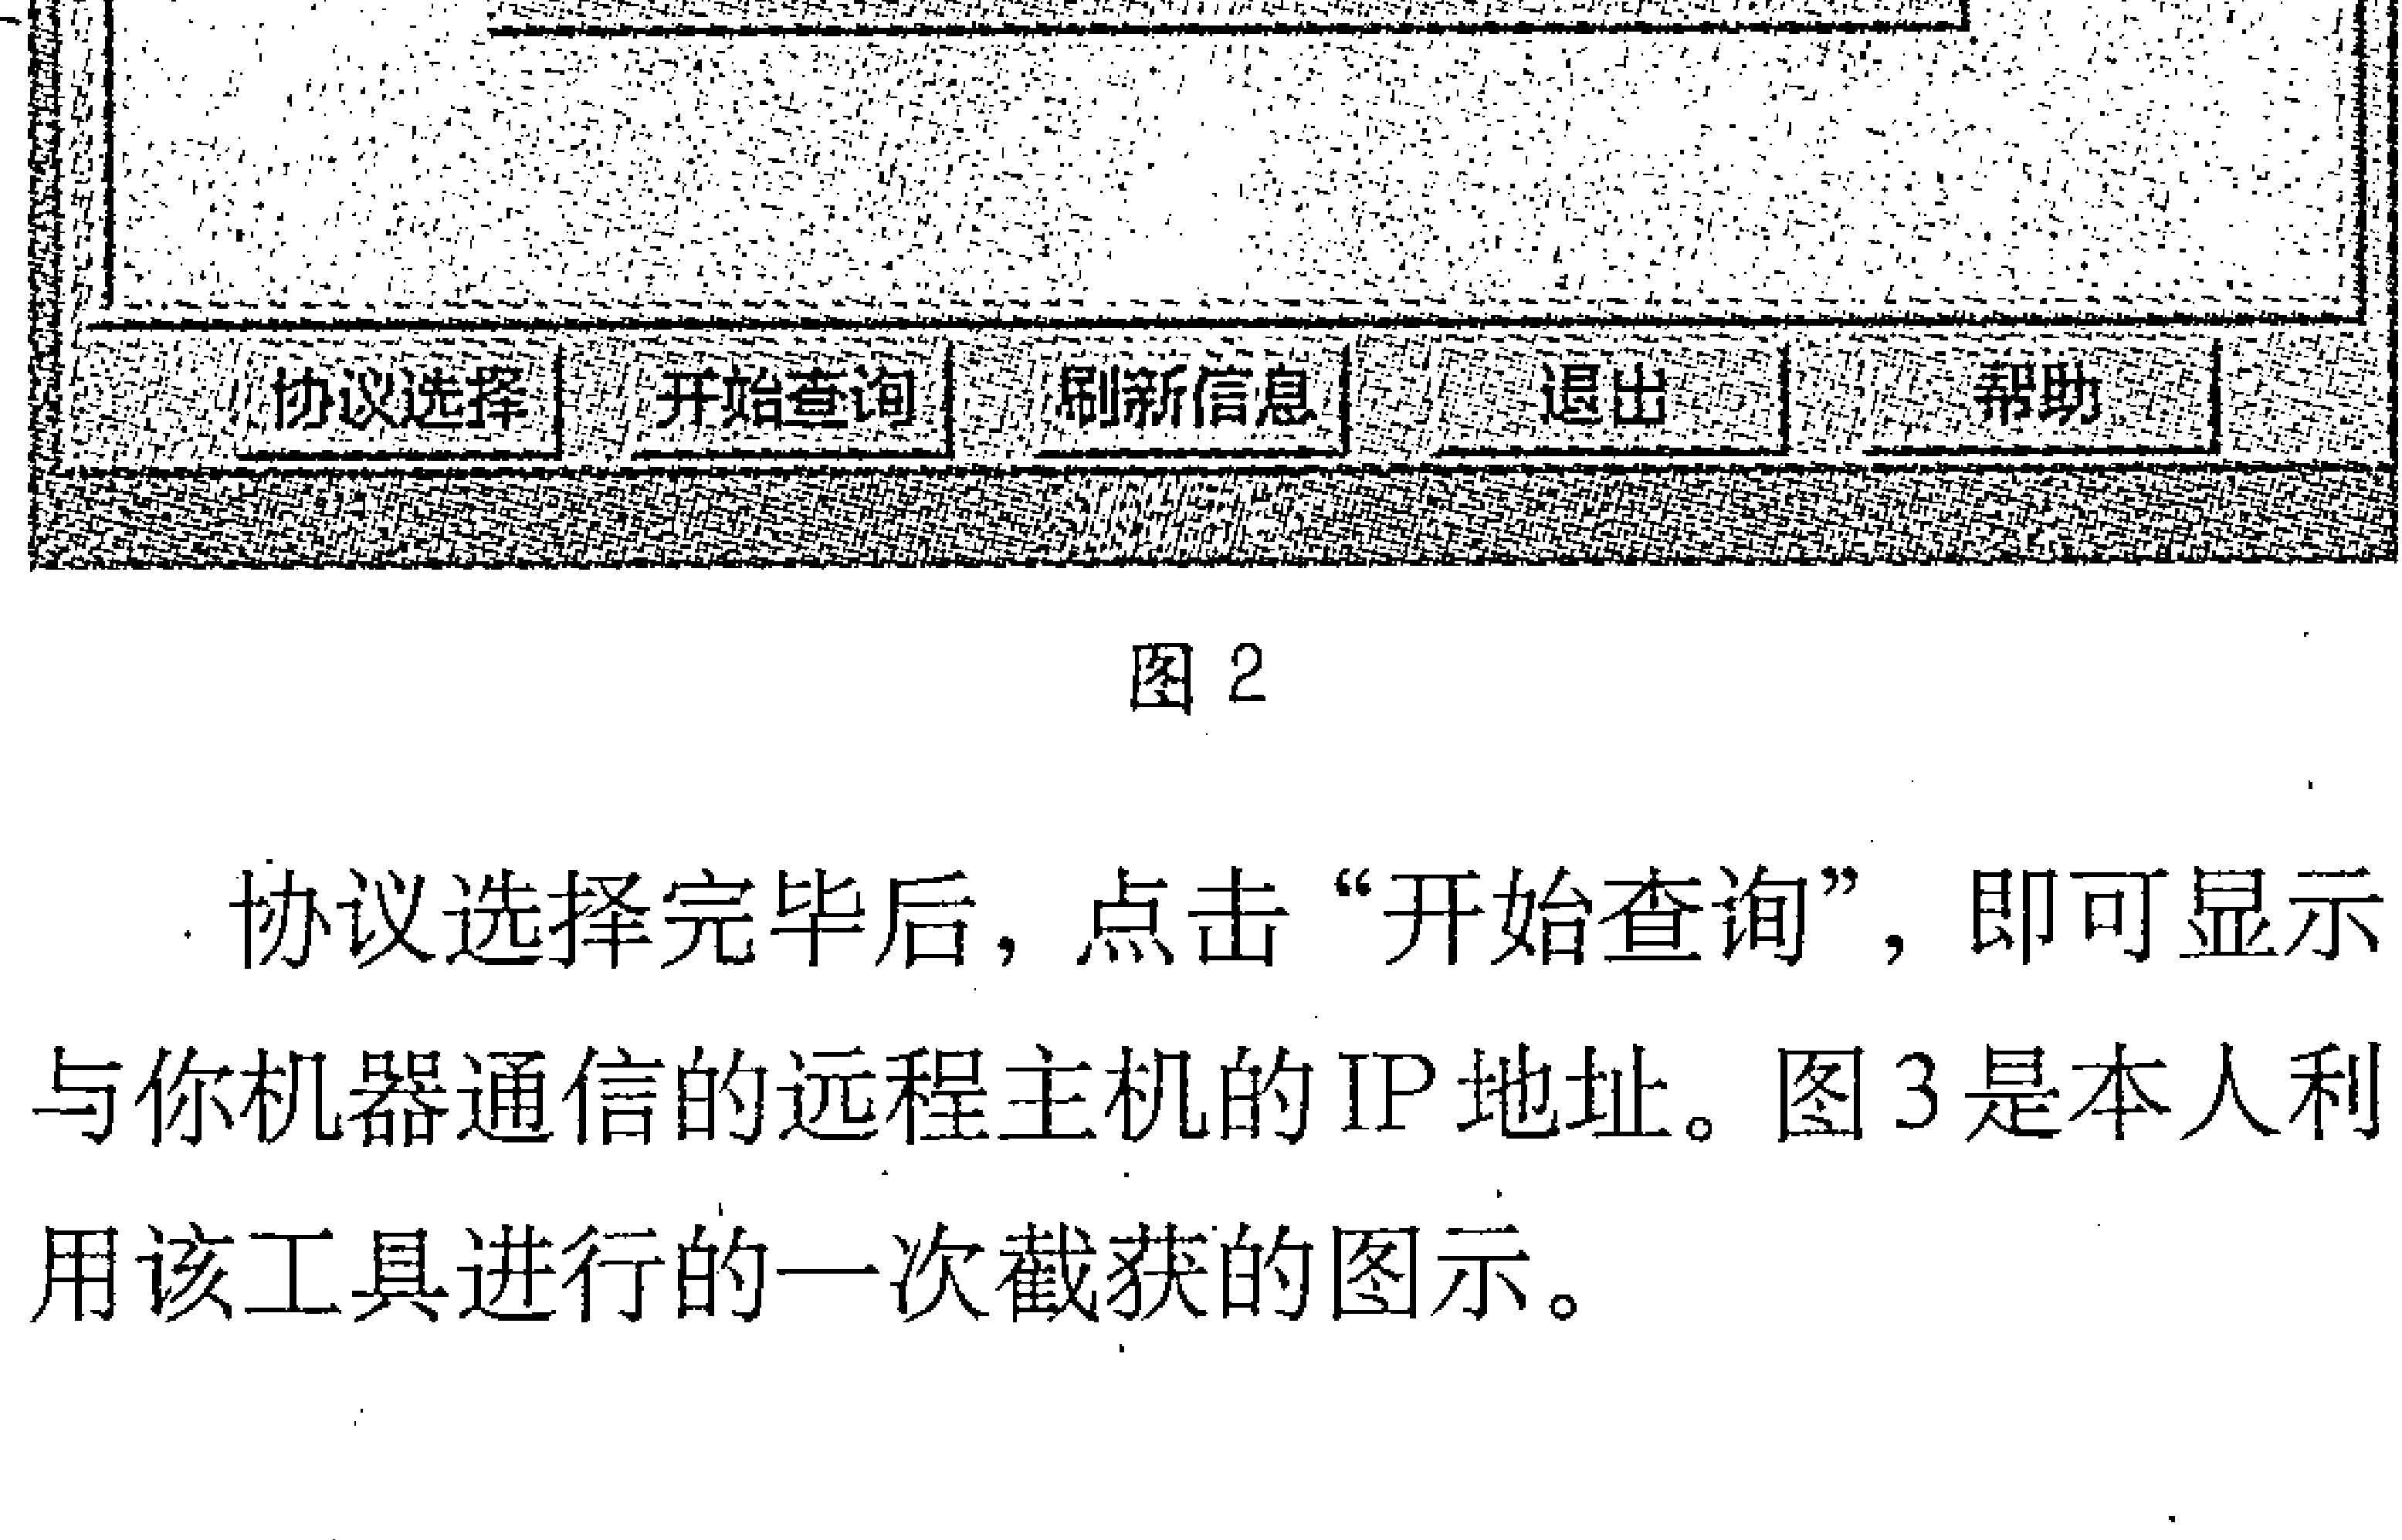 协议选择 开始查询 刷新信息 退出 帮助
图 2
协议选择完毕后，点击“开始查询”，即可显示
与你机器通信的远程主机的IP地址。图3是本人利
用该工具进行的一次截获的图示。